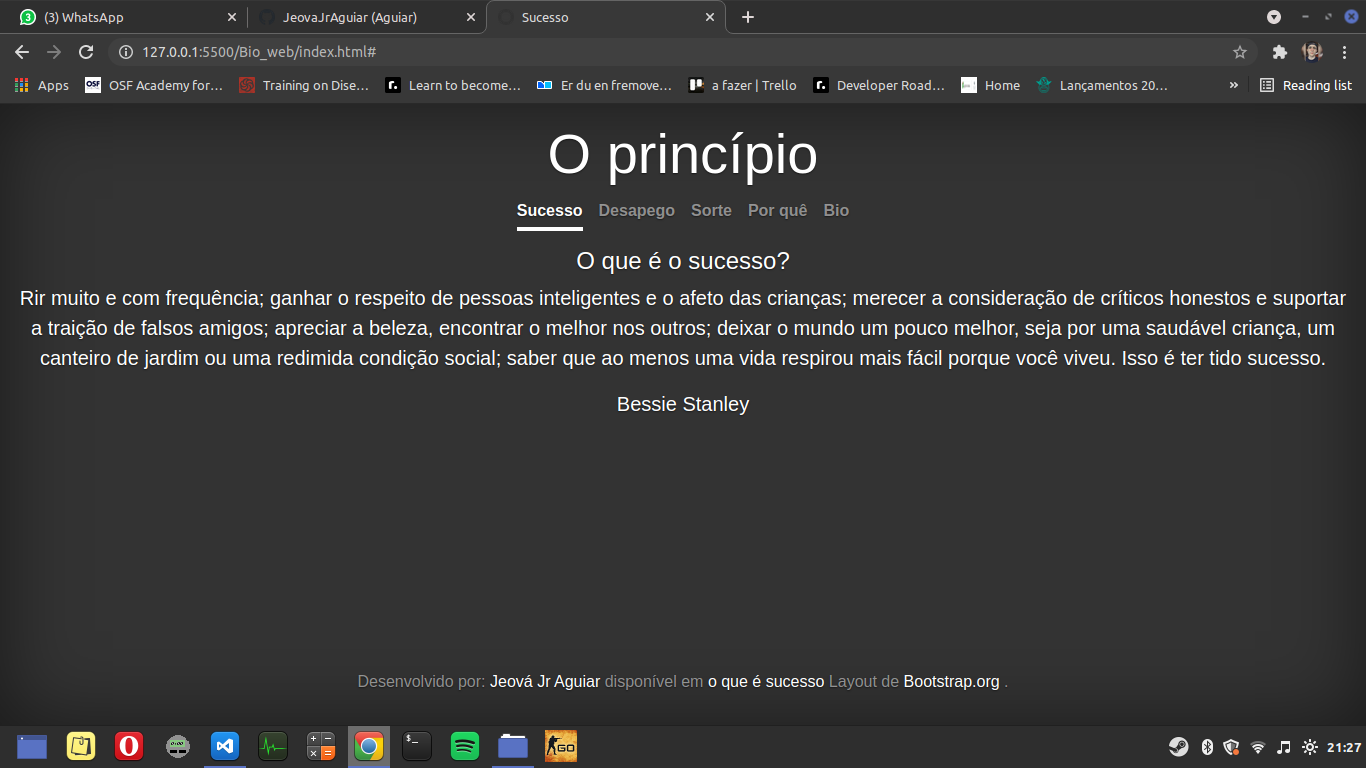 3 (3) WhatsApp
JeovaJrAguiar (Aguiar)
Sucesso
127.0.0.1:5500/Bio_web/index.html#
Apps
OSF
OSF Academy for…
Training on Dise…
r.
Learn to become…
Er du en fremove…
a fazer | Trello
r.
Developer Road…
Home
Lançamentos 20…
»
Reading list
O princípio
Sucesso Desapego Sorte Por quê Bio
O que é o sucesso?
Rir muito e com frequência; ganhar o respeito de pessoas inteligentes e o afeto das crianças; merecer a consideração de críticos honestos e suportar
a traição de falsos amigos; apreciar a beleza, encontrar o melhor nos outros; deixar o mundo um pouco melhor, seja por uma saudável criança, um
canteiro de jardim ou uma redimida condição social; saber que ao menos uma vida respirou mais fácil porque você viveu. Isso é ter tido sucesso.
Bessie Stanley
Desenvolvido por: Jeová Jr Aguiar disponível em o que é sucesso Layout de Bootstrap.org .
GO
21:27